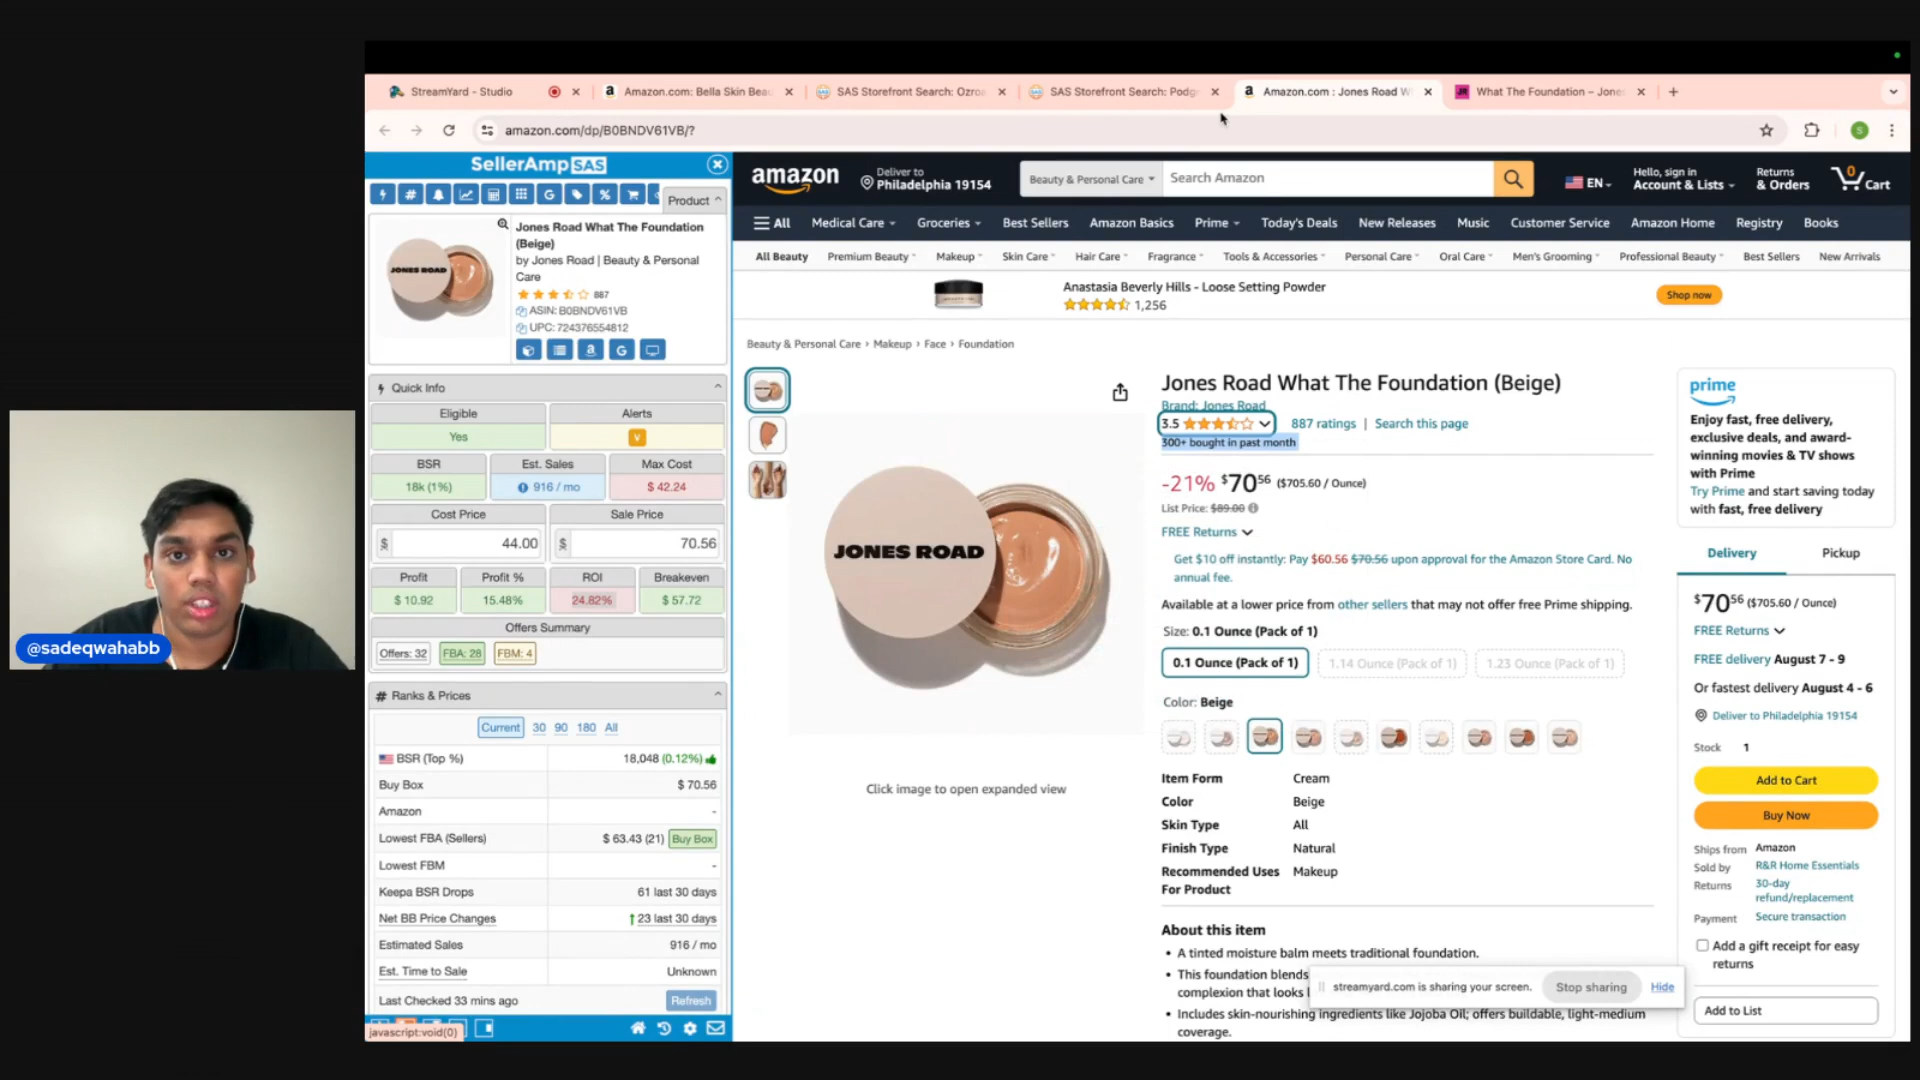 StreamYard - Studio
Amazon.com: Bella Skin Beau
SAS Storefront Search: Ozroa
SAS Storefront Search: Podg
Amazon.com : Jones Road W
What The Foundation – Jones
amazon.com/dp/B0BNDV61VB/?
S
SellerAmp SAS
Product
Jones Road What The Foundation
(Beige)
by Jones Road | Beauty & Personal
Care
887
ASIN: B0BNDV61VB
UPC: 724376554812
Quick Info
Eligible
Alerts
Yes
V
BSR
Est. Sales
Max Cost
18k (1%)
916 / mo
$ 42.24
Cost Price
Sale Price
$ 44.00
$ 70.56
Profit
Profit %
ROI
Breakeven
$ 10.92
15.48%
24.82%
$ 57.72
Offers Summary
Offers: 32
FBA: 28
FBM: 4
# Ranks & Prices
Current 30 90 180 All
BSR (Top %) 18,048 (0.12%)
Buy Box $ 70.56
Amazon -
Lowest FBA (Sellers) $ 63.43 (21) Buy Box
Lowest FBM -
Keepa BSR Drops 61 last 30 days
Net BB Price Changes 23 last 30 days
Estimated Sales 916 / mo
Est. Time to Sale Unknown
Last Checked 33 mins ago Refresh
javascript:void(0)
@sadeqwahabb
amazon
Deliver to
Philadelphia 19154
Beauty & Personal Care
Search Amazon
EN
Hello, sign in
Account & Lists
Returns
& Orders
0
Cart
All Medical Care Groceries Best Sellers Amazon Basics Prime Today's Deals New Releases Music Customer Service Amazon Home Registry Books
All Beauty Premium Beauty Makeup Skin Care Hair Care Fragrance Tools & Accessories Personal Care Oral Care Men's Grooming Professional Beauty Best Sellers New Arrivals
Anastasia Beverly Hills - Loose Setting Powder
1,256
Shop now
Beauty & Personal Care › Makeup › Face › Foundation
JONES ROAD
Click image to open expanded view
Jones Road What The Foundation (Beige)
Brand: Jones Road
3.5 887 ratings | Search this page
300+ bought in past month
-21% $70.56 ($705.60 / Ounce)
List Price: $89.00
FREE Returns
Get $10 off instantly: Pay $60.56 $70.56 upon approval for the Amazon Store Card. No
annual fee.
Available at a lower price from other sellers that may not offer free Prime shipping.
Size: 0.1 Ounce (Pack of 1)
0.1 Ounce (Pack of 1)
1.14 Ounce (Pack of 1)
1.23 Ounce (Pack of 1)
Color: Beige
Item Form Cream
Color Beige
Skin Type All
Finish Type Natural
Recommended Uses Makeup
For Product
About this item
• A tinted moisture balm meets traditional foundation.
• This foundation blends
complexion that looks
• Includes skin-nourishing ingredients like Jojoba Oil; offers buildable, light-medium
coverage.
streamyard.com is sharing your screen.
Stop sharing
Hide
prime
Enjoy fast, free delivery,
exclusive deals, and award-
winning movies & TV shows
with Prime
Try Prime and start saving today
with fast, free delivery
Delivery
Pickup
$70.56 ($705.60 / Ounce)
FREE Returns
FREE delivery August 7 - 9
Or fastest delivery August 4 - 6
Deliver to Philadelphia 19154
Stock 1
Add to Cart
Buy Now
Ships from Amazon
Sold by R&R Home Essentials
Returns 30-day
refund/replacement
Payment Secure transaction
Add a gift receipt for easy
returns
Add to List